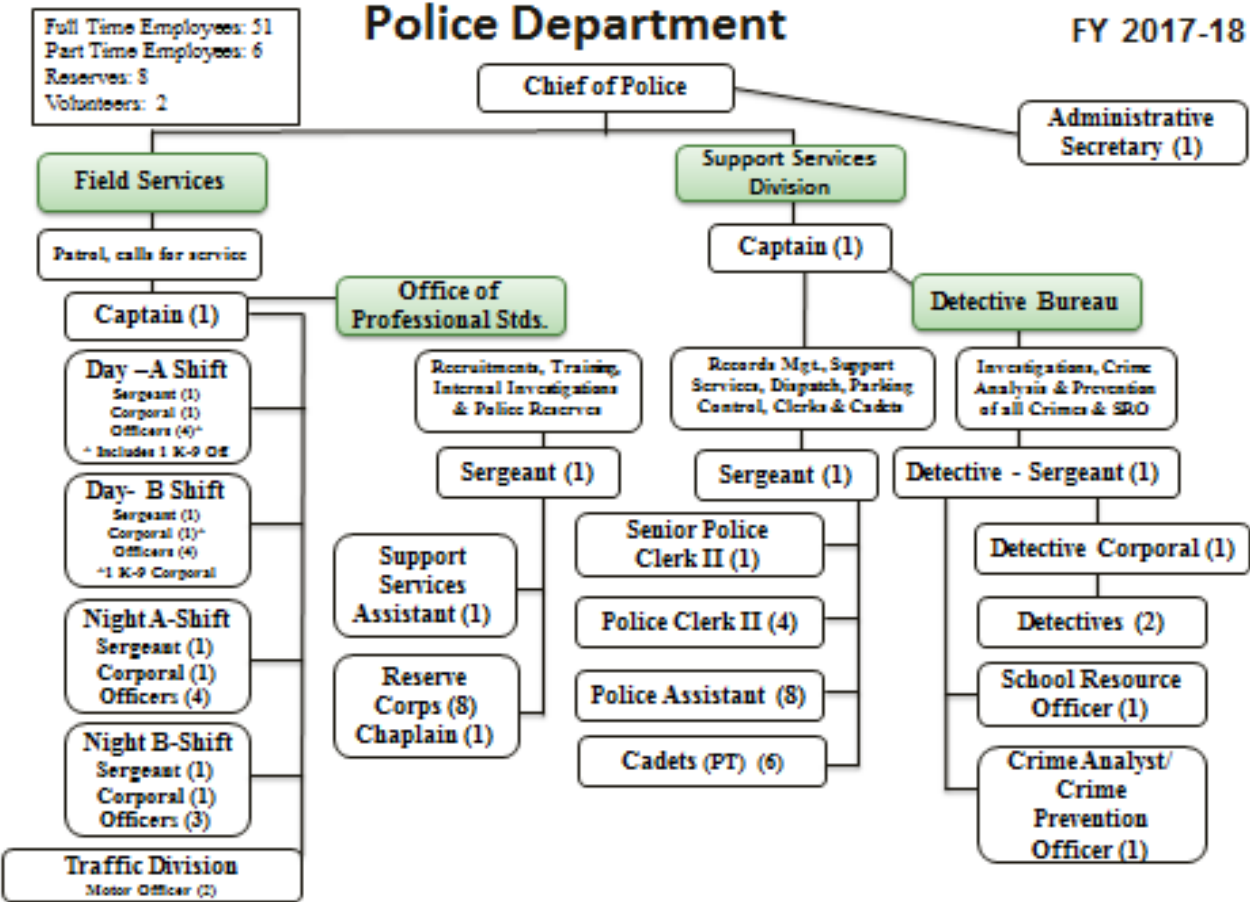 Full Time Employees: 51
Part Time Employees: 6
Reserves: 8
Volunteers: 2
Police Department
FY 2017-18
Chief of Police
Administrative
Secretary (1)
Field Services
Support Services
Division
Patrol, calls for service
Captain (1)
Captain (1)
Office of
Professional Stds.
Detective Bureau
Day –A Shift
Sergeant (1)
Corporal (1)
Officers (4)*
* Includes 1 K-9 Off
Day- B Shift
Sergeant (1)
Corporal (1)*
Officers (4)
*1 K-9 Corporal
Night A-Shift
Sergeant (1)
Corporal (1)
Officers (4)
Night B-Shift
Sergeant (1)
Corporal (1)
Officers (3)
Traffic Division
Motor Officer (2)
Recruitments, Training,
Internal Investigations
& Police Reserves
Sergeant (1)
Support
Services
Assistant (1)
Reserve
Corps (8)
Chaplain (1)
Records Mgt., Support
Services, Dispatch, Parking
Control, Clerks & Cadets
Sergeant (1)
Senior Police
Clerk II (1)
Police Clerk II (4)
Police Assistant (8)
Cadets (PT) (6)
Investigations, Crime
Analysis & Prevention
of all Crimes & SRO
Detective - Sergeant (1)
Detective Corporal (1)
Detectives (2)
School Resource
Officer (1)
Crime Analyst/
Crime
Prevention
Officer (1)